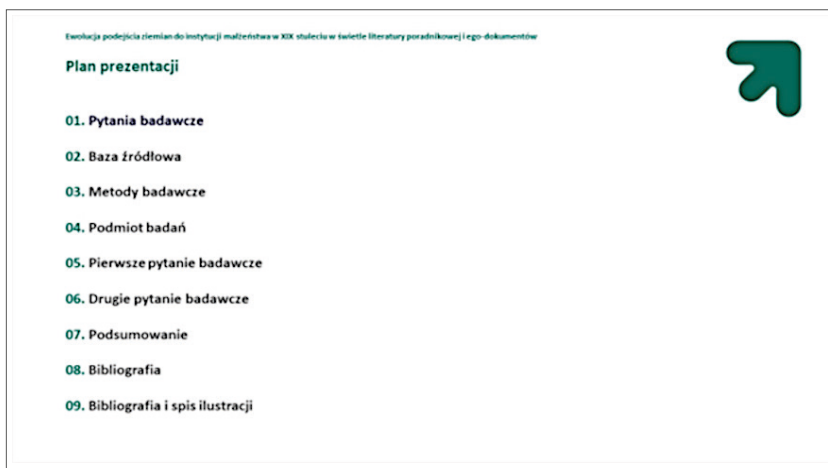 Ewolucja podejścia ziemian do instytucji małżeństwa w XIX stuleciu w świetle literatury poradnikowej i ego-dokumentów
Plan prezentacji
01. Pytania badawcze
02. Baza źródłowa
03. Metody badawcze
04. Podmiot badań
05. Pierwsze pytanie badawcze
06. Drugie pytanie badawcze
07. Podsumowanie
08. Bibliografia
09. Bibliografia i spis ilustracji